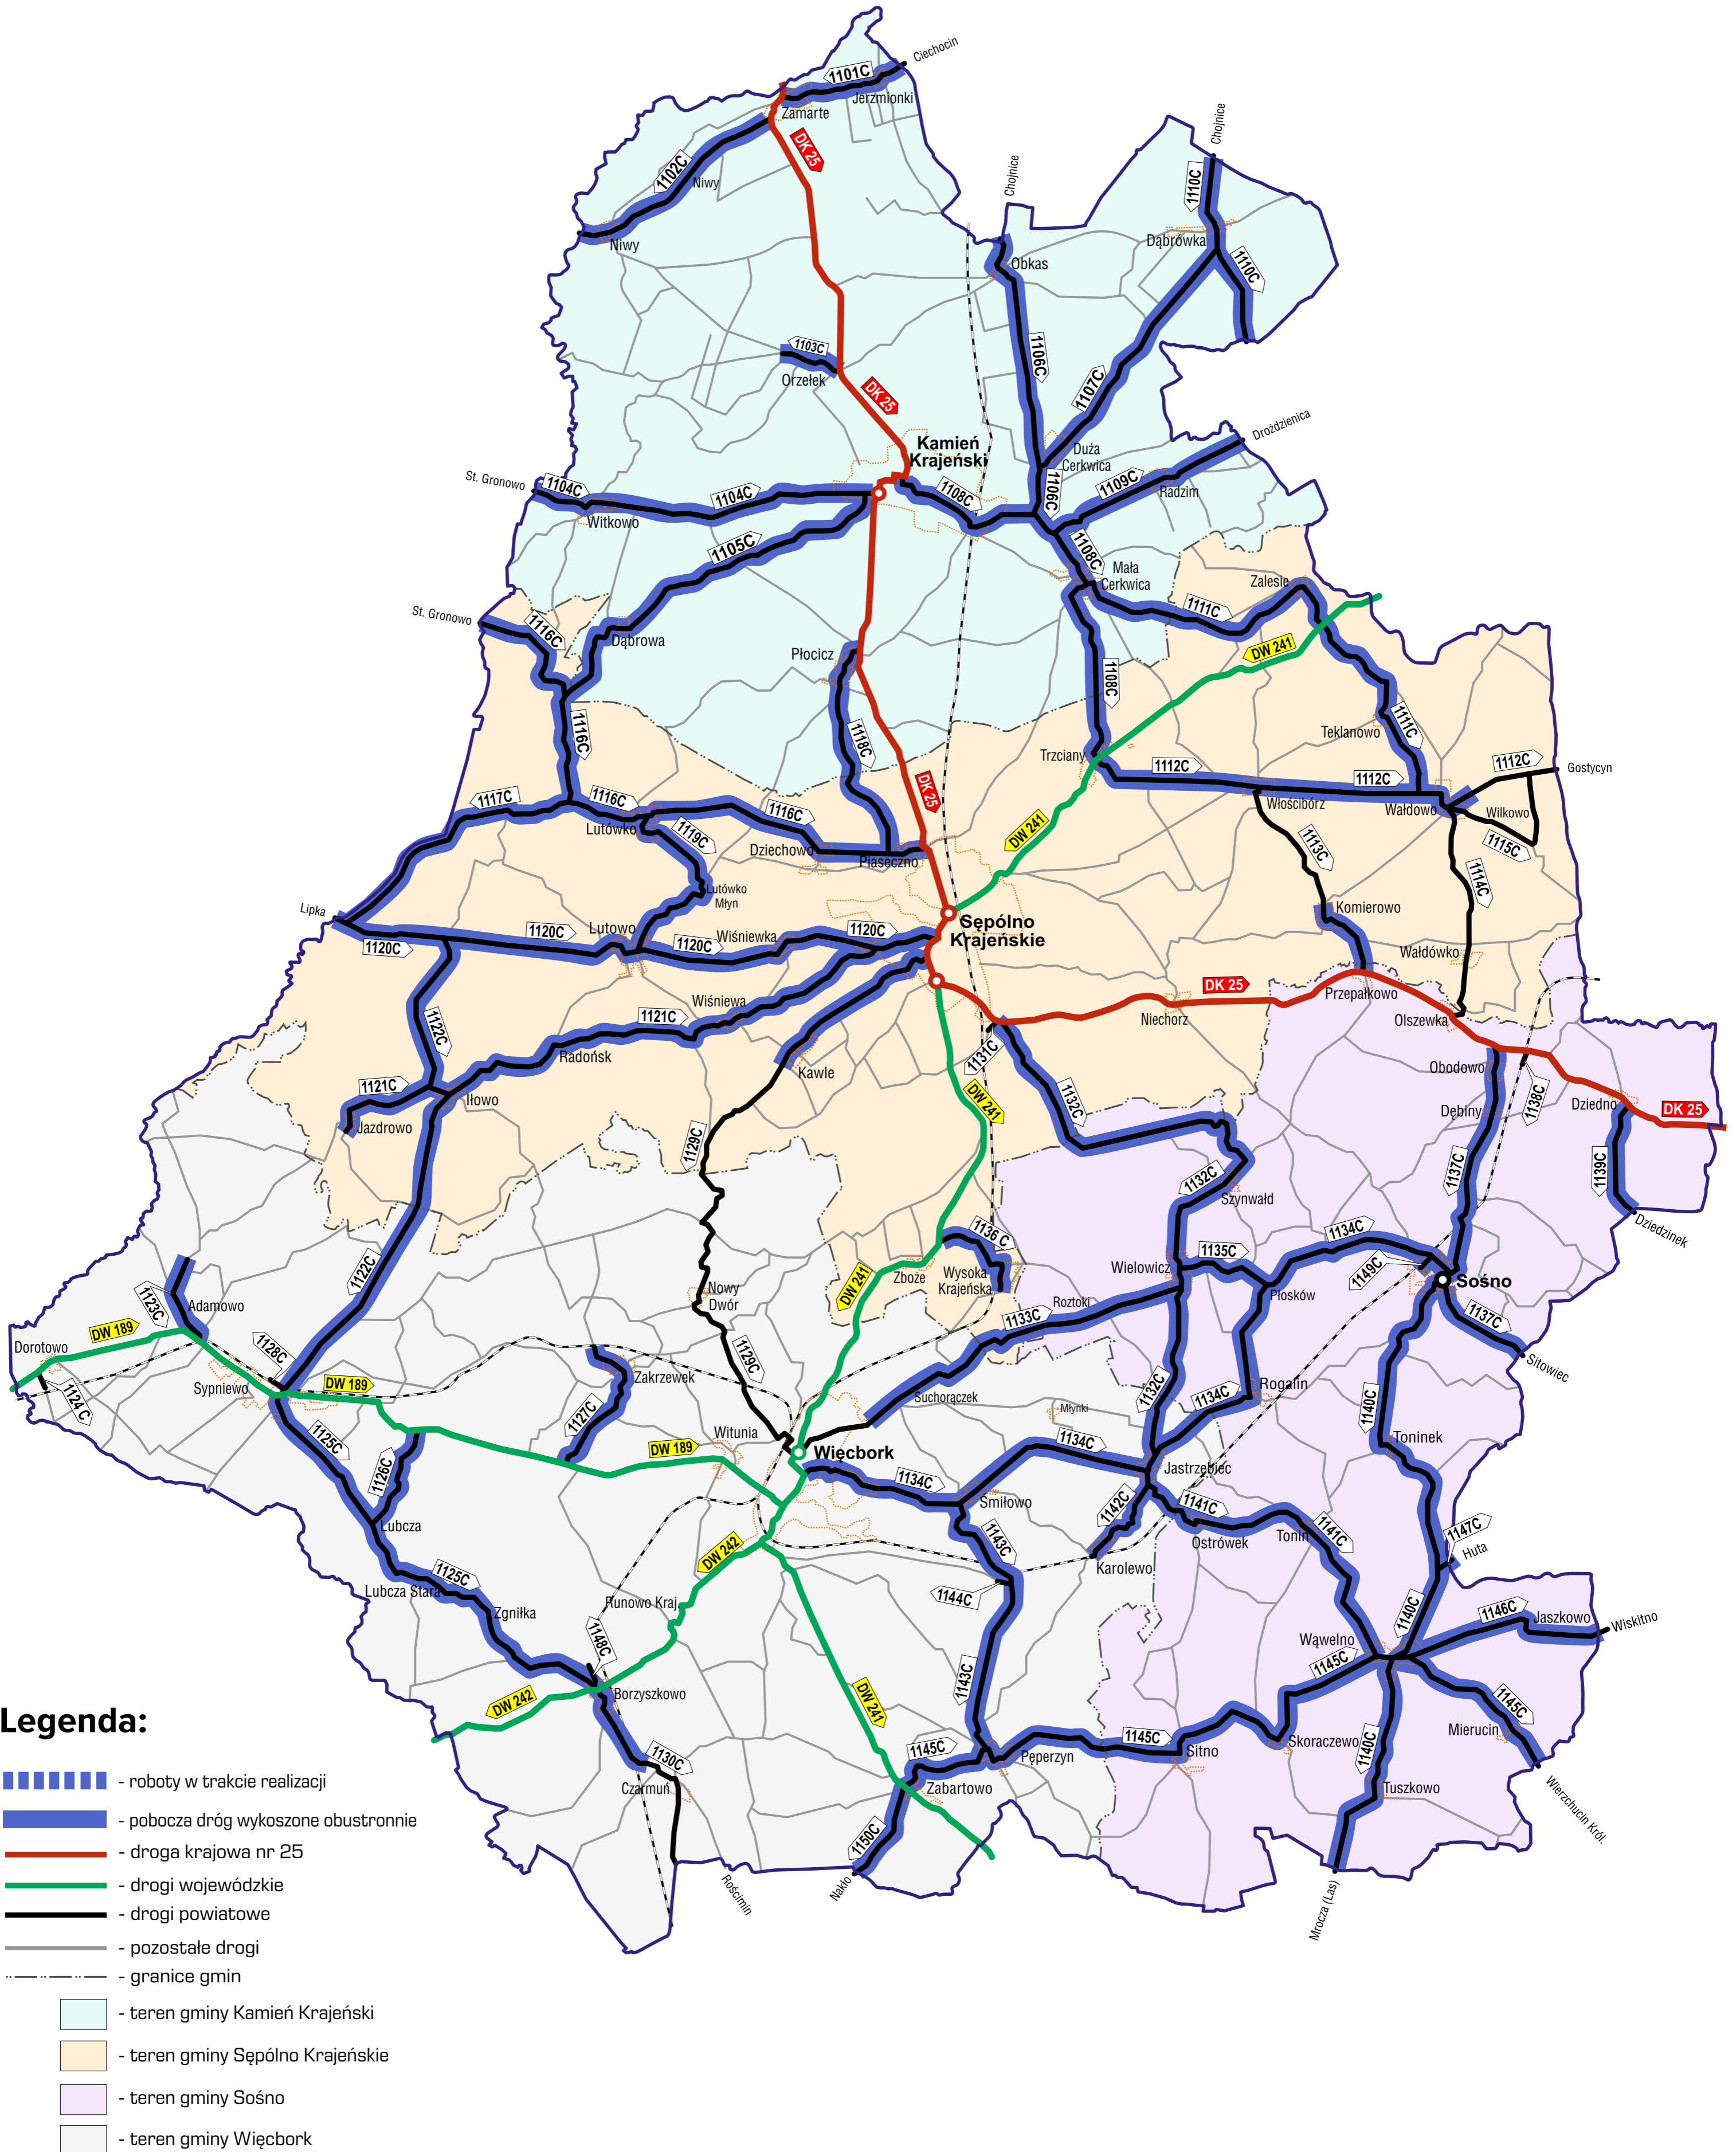 Ciechocin
1101C
Jerzmionki
Zamarte
DK 25
Chojnice
1102C
Niwy
Chojnice
1110C
Niwy
Dąbrówka
Obkas
1110C
1103C
1106C
Orzełek
1107C
DK 25
Drożdzienica
Kamień
Krajeński
Duża
Cerkwica
St. Gronowo
1104C
1104C
1108C
1106C
1109C
Radzim
Witkowo
1105C
1108C
Mała
Cerkwica
Zalesie
St. Gronowo
1116C
1111C
Dąbrowa
DW 241
Płocicz
1108C
1116C
1118C
Teklanowo
1111C
Trzciany
1112C
1112C
1112C
Gostycyn
DK 25
1117C
1116C
1116C
Włościbórz
Wałdowo
Wilkowo
Lutówko
1119C
DW 241
1113C
1115C
Dziechowo
Piaseczno
1114C
Lutówko
Młyn
Lipka
Komierowo
1120C
Lutowo
1120C
1120C
Wiśniewka
1120C
Sępólno
Krajeńskie
Wałdówko
DK 25
Przepałkowo
Wiśniewa
1121C
Niechorz
Olszewka
1122C
Radońsk
1131C
Kawle
Obodowo
1121C
Iłowo
DW 241
1132C
Dębiny
1138C
Dziedno
DK 25
Jazdrowo
1129C
1137C
1139C
1132C
Szynwałd
Dziedzinek
1136 C
1134C
1122C
Zboże
Wysoka
Krajeńska
Wielowicz
1135C
1149C
Sośno
Nowy
Dwór
DW 241
Roztoki
Płosków
1123C
Adamowo
1133C
1137C
DW 189
Dorotowo
1128C
1129C
Sitowiec
1124 C
Sypniewo
DW 189
Zakrzewek
Suchorączek
1132C
1134C
Rogalin
1127C
Młynki
1140C
1125C
Witunia
DW 189
Więcbork
1134C
Toninek
1126C
1134C
Jastrzębiec
Śmiłowo
1142C
1141C
Lubcza
1143C
Ostrówek
Tonin
1141C
1147C
Huta
DW 242
Karolewo
Lubcza Stara
1125C
1144C
Runowo Kraj.
Zgniłka
1140C
1146C
Jaszkowo
Wiskitno
1148C
Wąwelno
1145C
1143C
Borzyszkowo
DW 242
DW 241
1145C
Mierucin
1145C
1145C
Pęperzyn
Sitno
Skoraczewo
1140C
1130C
Czarmuń
Zabartowo
Tuszkowo
Wierzchucin Król.
1150C
Nakło
Rościmin
Mrocza (Las)
Legenda:
- roboty w trakcie realizacji
- pobocza dróg wykoszone obustronnie
- droga krajowa nr 25
- drogi wojewódzkie
- drogi powiatowe
- pozostałe drogi
- granice gmin
- teren gminy Kamień Krajeński
- teren gminy Sępólno Krajeńskie
- teren gminy Sośno
- teren gminy Więcbork